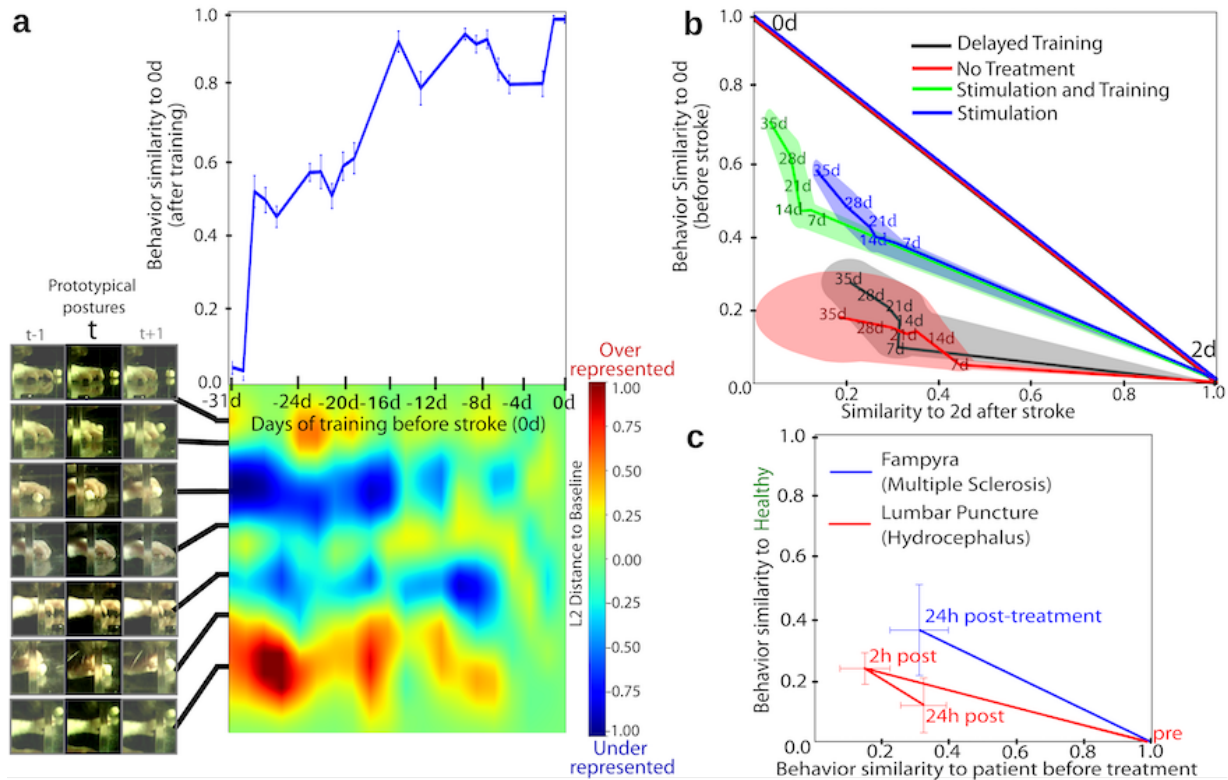 a
1.0
0.8
0.6
0.4
0.2
0.0
Behavior similarity to 0d
(after training)
-31d
-24d
-20d
-16d
-12d
-8d
-4d
0d
Days of training before stroke (0d)
Prototypical
postures
t-1
t
t+1
Over
represented
1.00
0.75
0.50
0.25
0.00
-0.25
-0.50
-0.75
-1.00
L2 Distance to Baseline
Under
represented
b
1.0
0.8
0.6
0.4
0.2
0.0
Behavior Similarity to 0d
(before stroke)
0d
Delayed Training
No Treatment
Stimulation and Training
Stimulation
35d
28d
21d
14d
7d
35d
28d
21d
14d
7d
35d
28d
21d
14d
7d
35d
28d
21d
14d
7d
2d
0.2
0.4
0.6
0.8
1.0
Similarity to 2d after stroke
c
1.0
0.8
0.6
0.4
0.2
0.0
Behavior similarity to Healthy
Fampyra
(Multiple Sclerosis)
Lumbar Puncture
(Hydrocephalus)
24h post-treatment
2h post
24h post
pre
0.2
0.4
0.6
0.8
1.0
Behavior similarity to patient before treatment